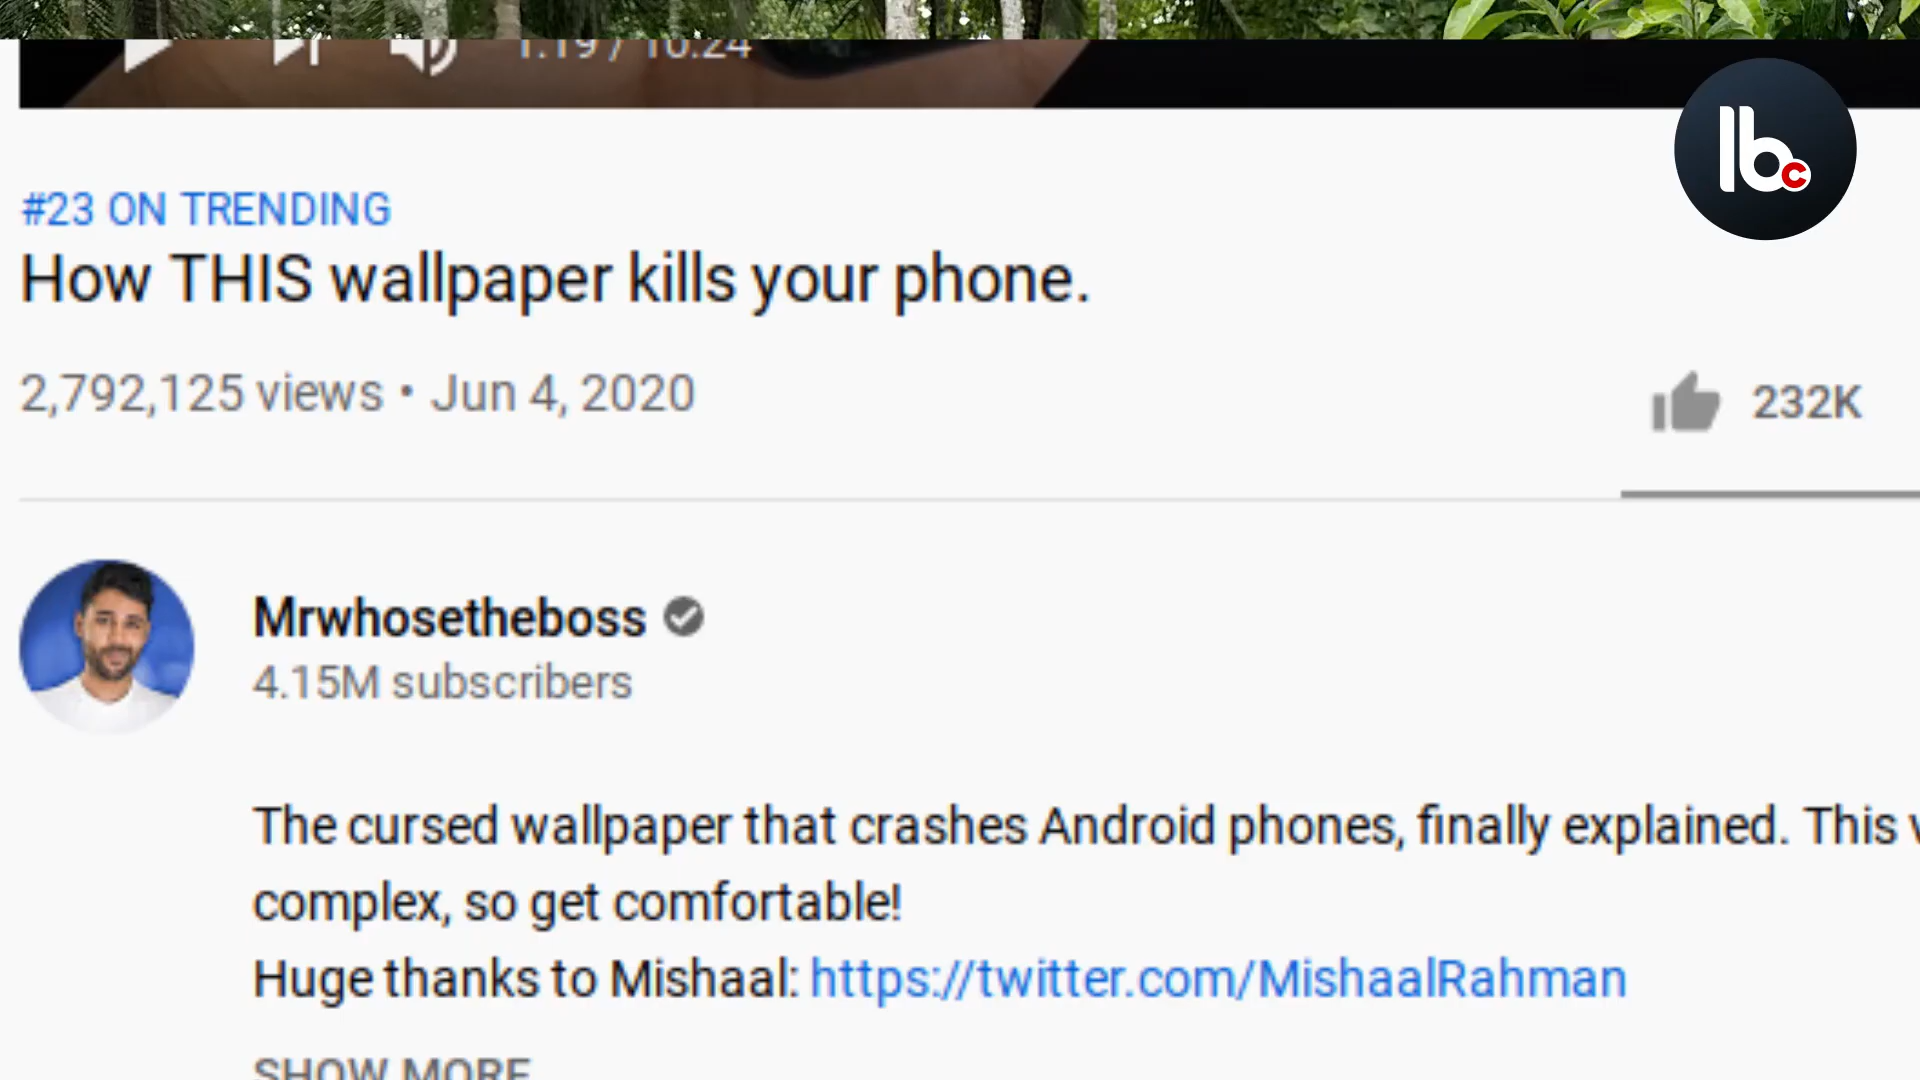 1:19 / 10:24
lbc
#23 ON TRENDING
How THIS wallpaper kills your phone.
2,792,125 views • Jun 4, 2020
232K
Mrwhosetheboss
4.15M subscribers
The cursed wallpaper that crashes Android phones, finally explained. This
complex, so get comfortable!
Huge thanks to Mishaal: https://twitter.com/MishaalRahman
SHOW MORE